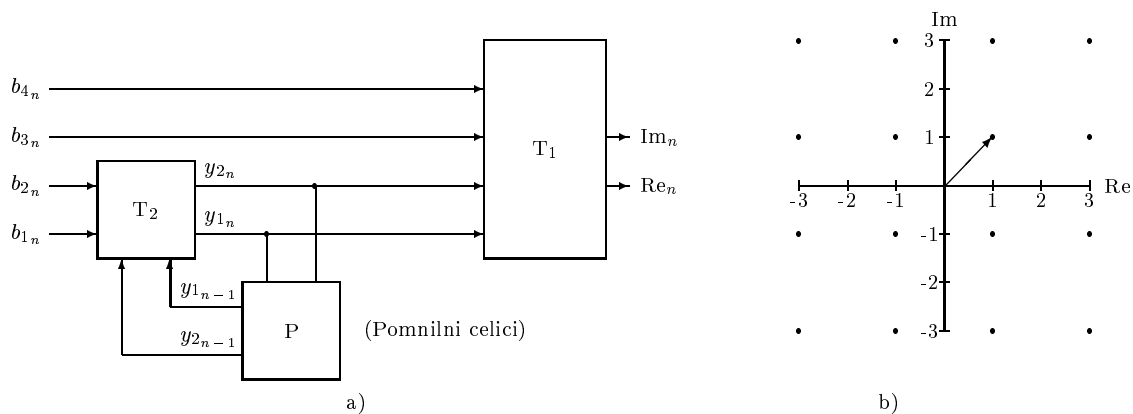 b4n
b3n
b2n
b1n
T2
y2n
y1n
y1n−1
y2n−1
P
(Pomnilni celici)
T1
Imn
Ren
a)
Im
3
2
1
-1
-2
-3
-3 -2 -1 1 2 3
Re
b)